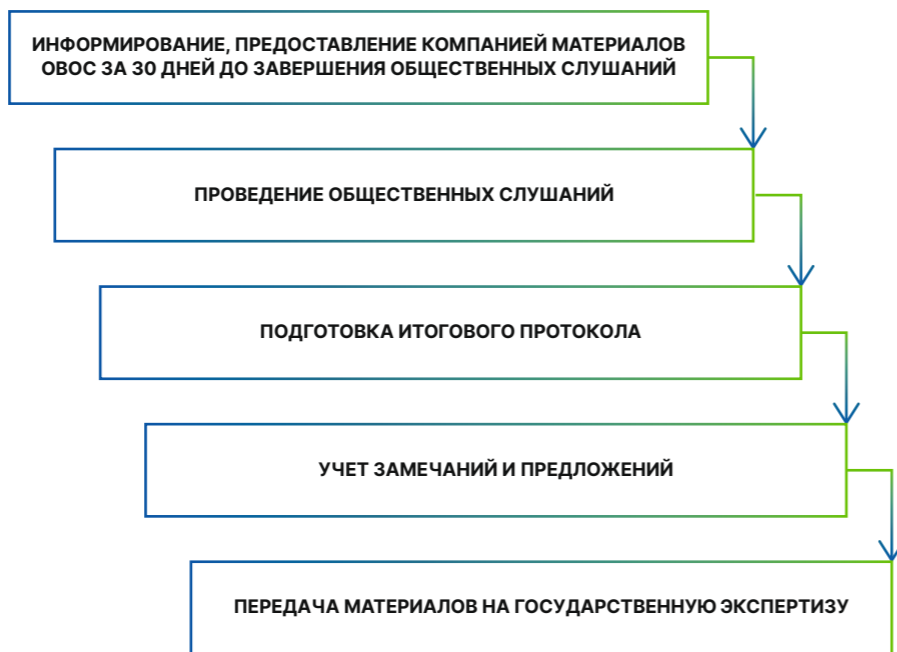 ИНФОРМИРОВАНИЕ, ПРЕДОСТАВЛЕНИЕ КОМПАНИЕЙ МАТЕРИАЛОВ
ОВОС ЗА 30 ДНЕЙ ДО ЗАВЕРШЕНИЯ ОБЩЕСТВЕННЫХ СЛУШАНИЙ
ПРОВЕДЕНИЕ ОБЩЕСТВЕННЫХ СЛУШАНИЙ
ПОДГОТОВКА ИТОГОВОГО ПРОТОКОЛА
УЧЕТ ЗАМЕЧАНИЙ И ПРЕДЛОЖЕНИЙ
ПЕРЕДАЧА МАТЕРИАЛОВ НА ГОСУДАРСТВЕННУЮ ЭКСПЕРТИЗУ